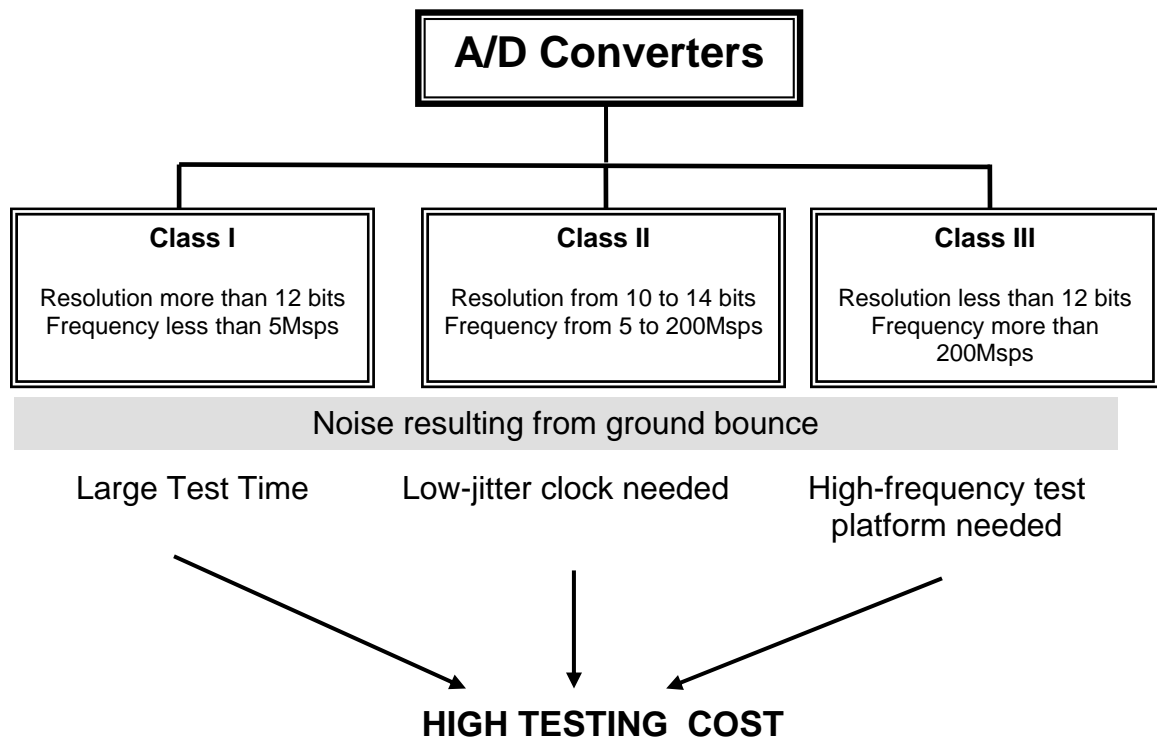 A/D Converters
Class I
Resolution more than 12 bits
Frequency less than 5Msps
Class II
Resolution from 10 to 14 bits
Frequency from 5 to 200Msps
Class III
Resolution less than 12 bits
Frequency more than
200Msps
Noise resulting from ground bounce
Large Test Time
Low-jitter clock needed
High-frequency test
platform needed
HIGH TESTING COST